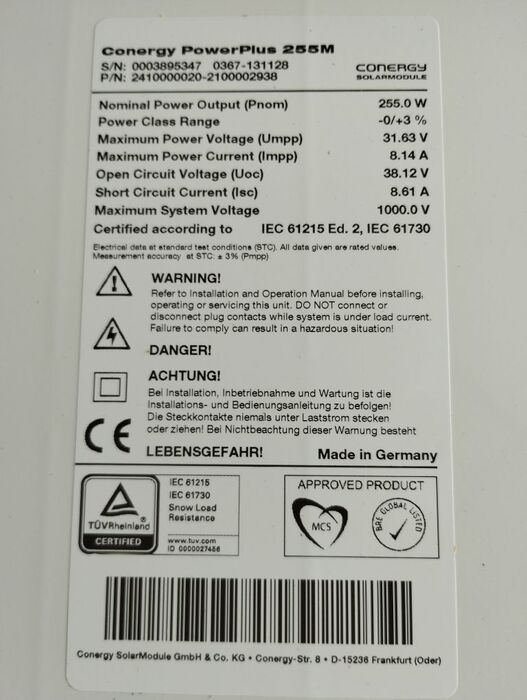 Conergy PowerPlus 255M
S/N: 0003895347 0367-131128
P/N: 2410000020-2100002938
CONERGY
SOLARMODULE
Nominal Power Output (Pnom) 255.0 W
Power Class Range -0/+3 %
Maximum Power Voltage (Umpp) 31.63 V
Maximum Power Current (Impp) 8.14 A
Open Circuit Voltage (Uoc) 38.12 V
Short Circuit Current (Isc) 8.61 A
Maximum System Voltage 1000.0 V
Certified according to IEC 61215 Ed. 2, IEC 61730
Electrical data at standard test conditions (STC). All data given are rated values.
Measurement accuracy at STC: ± 3% (Pmpp)
WARNING!
Refer to Installation and Operation Manual before installing,
operating or servicing this unit. DO NOT connect or
disconnect plug contacts while system is under load current.
Failure to comply can result in a hazardous situation!
DANGER!
ACHTUNG!
Bei Installation, Inbetriebnahme und Wartung ist die
Installations- und Bedienungsanleitung zu befolgen!
Die Steckkontakte niemals unter Laststrom stecken
oder ziehen! Bei Nichtbeachtung dieser Warnung besteht
CE
LEBENSGEFAHR! Made in Germany
TÜVRheinland
CERTIFIED
IEC 61215
IEC 61730
Snow Load
Resistance
www.tuv.com
ID 0000027456
APPROVED PRODUCT
MCS
BRE GLOBAL LISTED
Conergy SolarModule GmbH & Co. KG • Conergy-Str. 8 • D-15236 Frankfurt (Oder)